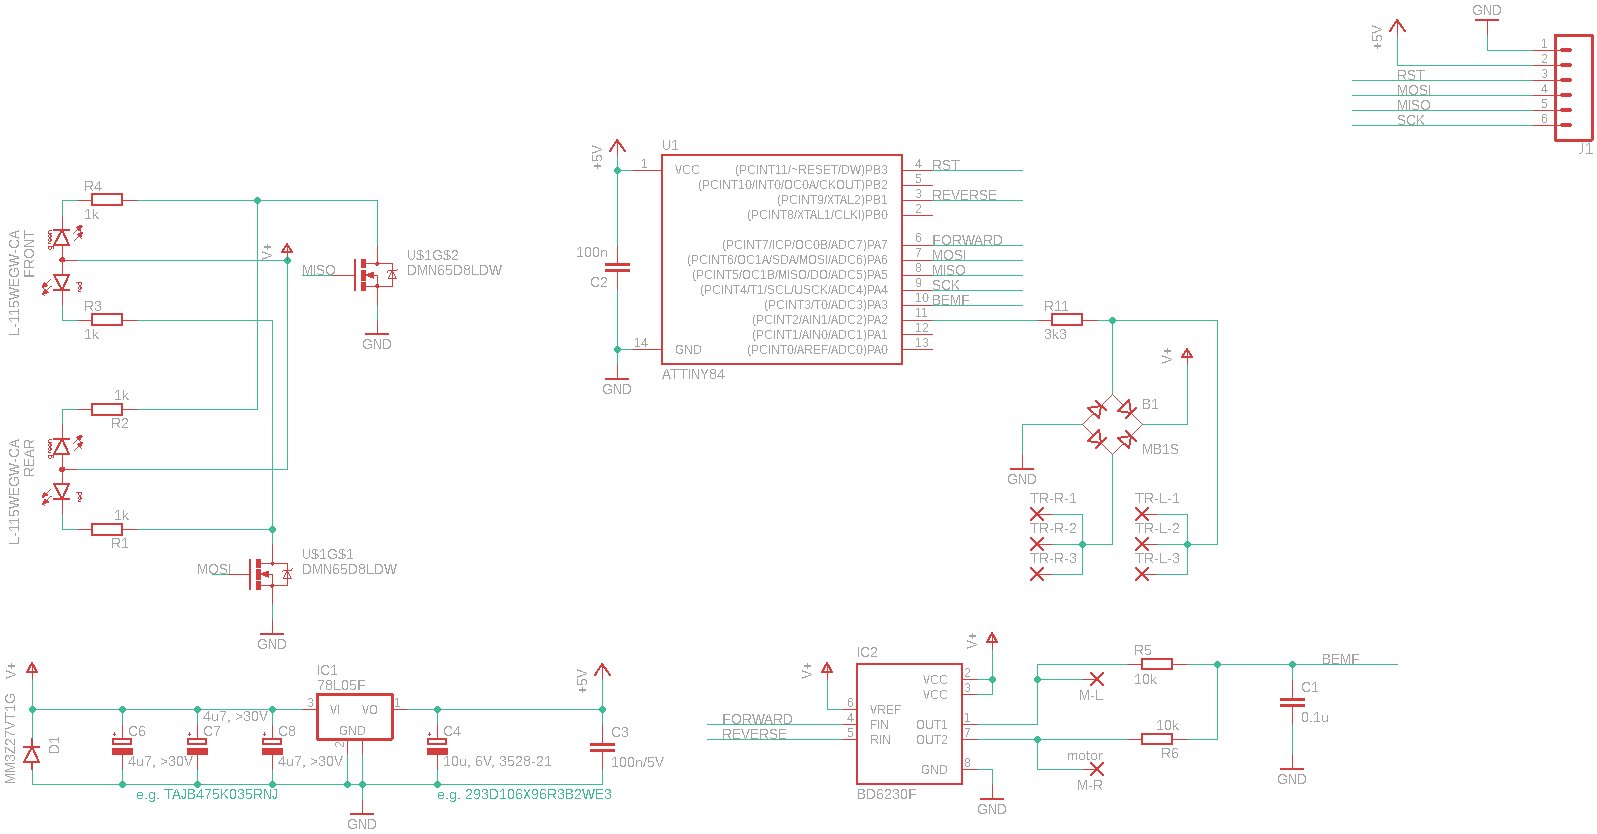 GND
+5V
1
2
RST 3
MOSI 4
MISO 5
SCK 6
J1
U1
+5V
1 VCC
14 GND
100n
C2
GND
(PCINT11/~RESET/DW)PB3 4 RST
(PCINT10/INT0/OC0A/CKOUT)PB2 5
(PCINT9/XTAL2)PB1 3 REVERSE
(PCINT8/XTAL1/CLKI)PB0 2
(PCINT7/ICP/OC0B/ADC7)PA7 6 FORWARD
(PCINT6/OC1A/SDA/MOSI/ADC6)PA6 7 MOSI
(PCINT5/OC1B/MISO/DO/ADC5)PA5 8 MISO
(PCINT4/T1/SCL/USCK/ADC4)PA4 9 SCK
(PCINT3/T0/ADC3)PA3 10 BEMF
(PCINT2/AIN1/ADC2)PA2 11
(PCINT1/AIN0/ADC1)PA1 12
(PCINT0/AREF/ADC0)PA0 13
ATTINY84
R11
3k3
V+
B1
MB1S
GND
TR-R-1
TR-R-2
TR-R-3
TR-L-1
TR-L-2
TR-L-3
R4
1k
L-115WEGW-CA
FRONT
green
red
R3
1k
V+
MISO
U$1G$2
DMN65D8LDW
GND
1k
R2
L-115WEGW-CA
REAR
green
red
1k
R1
MOSI
U$1G$1
DMN65D8LDW
GND
V+
MM3Z27VT1G
D1
C6
4u7, >30V
4u7, >30V
C7
C8
4u7, >30V
e.g. TAJB475K035RNJ
IC1
78L05F
3 VI
VO 1
GND
2
GND
C4
10u, 6V, 3528-21
e.g. 293D106X96R3B2WE3
+5V
C3
100n/5V
IC2
V+
V+
VCC 2
VCC 3
6 VREF
FORWARD 4 FIN
REVERSE 5 RIN
OUT1 1
OUT2 7
GND 8
BD6230F
GND
M-L
motor
M-R
R5
10k
10k
R6
BEMF
C1
0.1u
GND